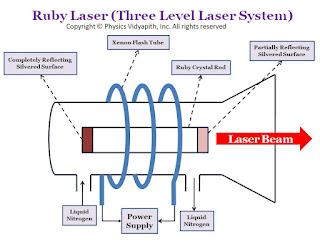 Ruby Laser (Three Level Laser System)
Copyright © Physics Vidyapith, Inc. All rights reserved
Xenon Flash Tube
Partially Reflecting
Silvered Surface
Completely Reflecting
Silvered Surface
Ruby Crystal Rod
Laser Beam
Liquid
Nitrogen
Power
Supply
Liquid
Nitrogen